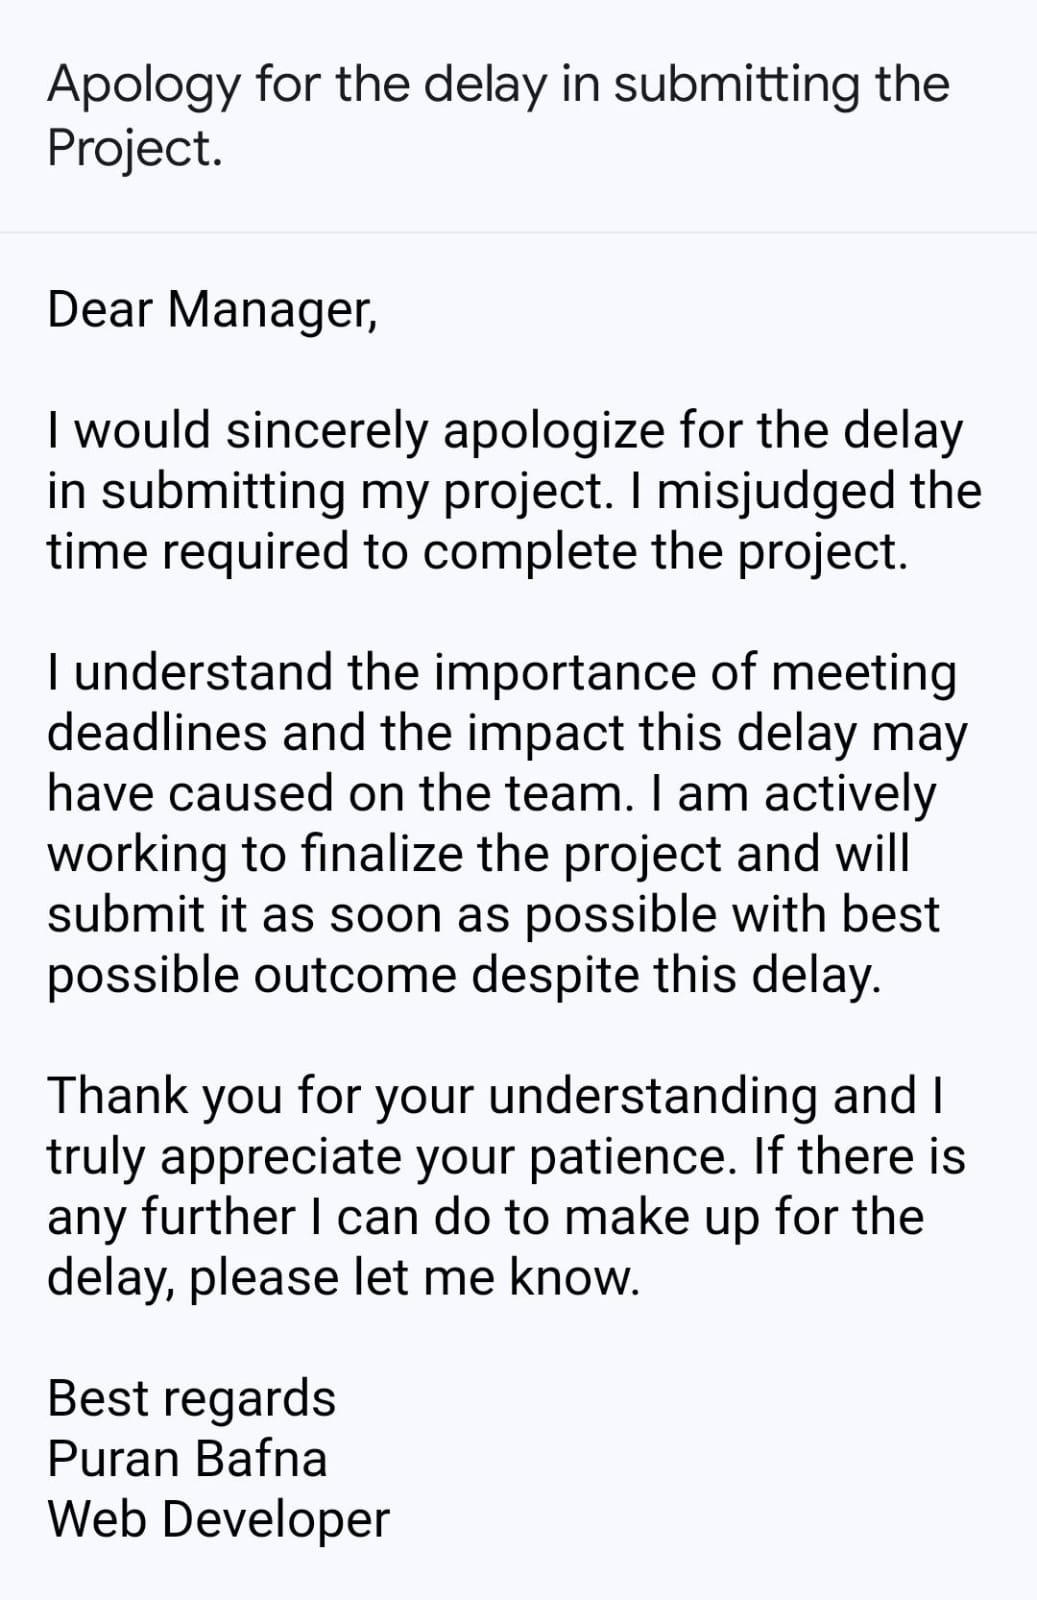 Apology for the delay in submitting the
Project.
Dear Manager,
I would sincerely apologize for the delay
in submitting my project. I misjudged the
time required to complete the project.
I understand the importance of meeting
deadlines and the impact this delay may
have caused on the team. I am actively
working to finalize the project and will
submit it as soon as possible with best
possible outcome despite this delay.
Thank you for your understanding and I
truly appreciate your patience. If there is
any further I can do to make up for the
delay, please let me know.
Best regards
Puran Bafna
Web Developer